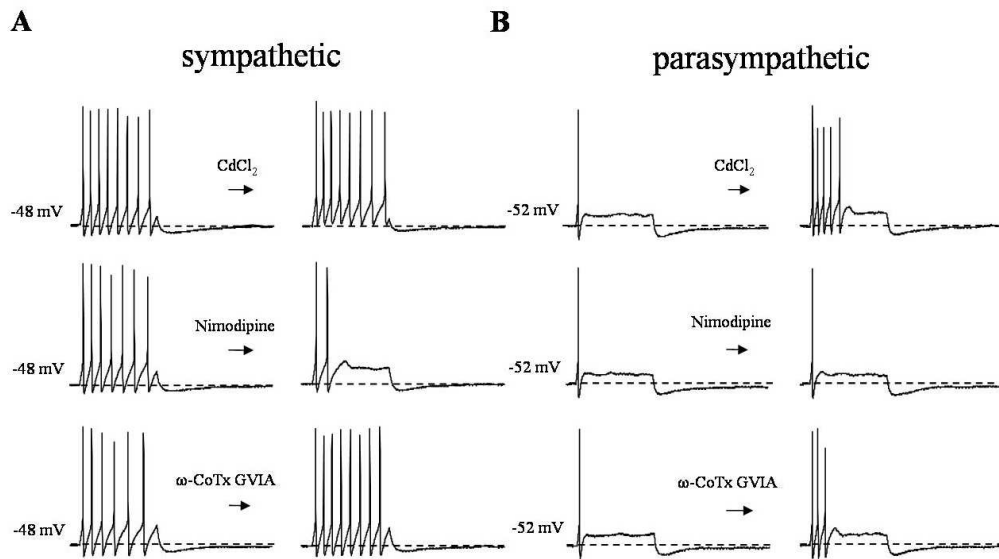 A
B
sympathetic
parasympathetic
CdCl₂
CdCl₂
-48 mV
-52 mV
Nimodipine
Nimodipine
-48 mV
-52 mV
ω-CoTx GVIA
ω-CoTx GVIA
-48 mV
-52 mV